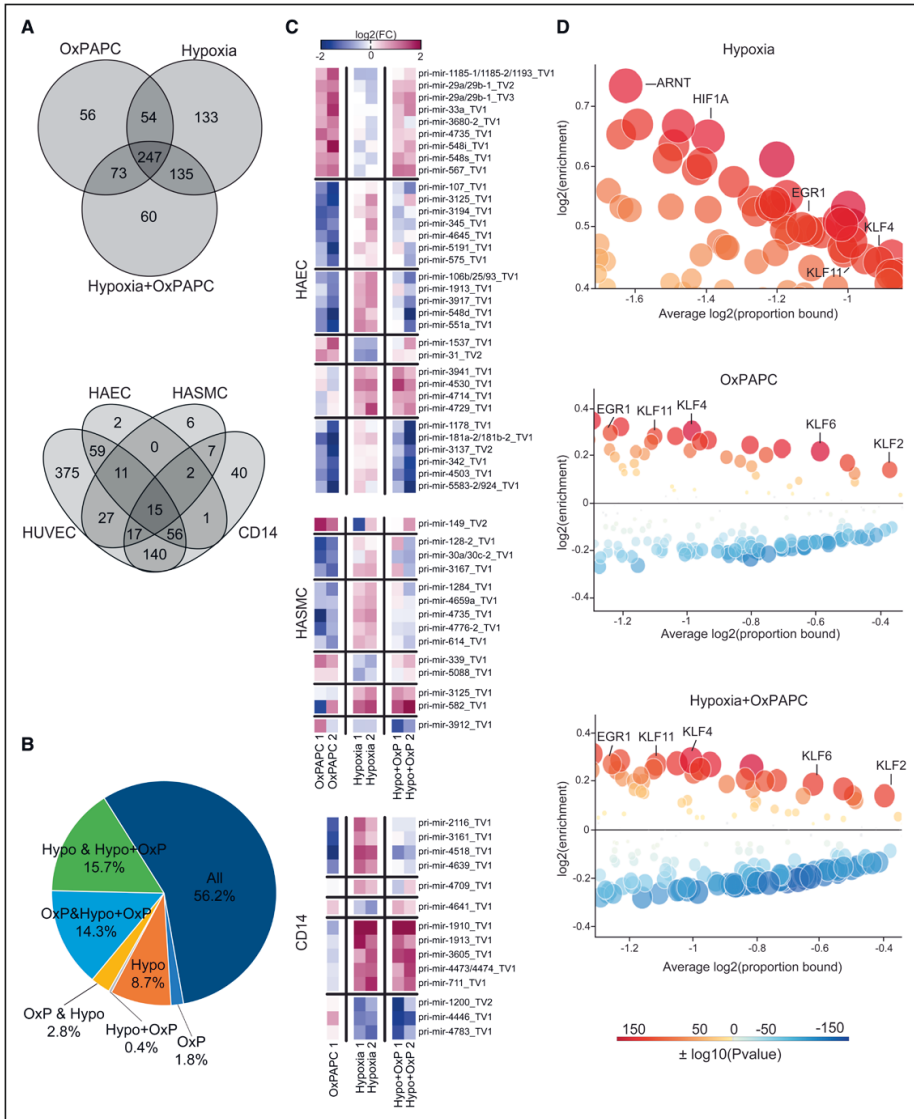 A
OxPAPC
Hypoxia
56
54
133
247
73
135
60
Hypoxia+OxPAPC
HAEC
HASMC
2
6
59
0
7
375
11
2
40
15
27
56
1
17
HUVEC
CD14
140
B
Hypo & Hypo+OxP
15.7%
All
56.2%
OxP&Hypo+OxP
14.3%
Hypo
8.7%
OxP & Hypo
2.8%
Hypo+OxP
0.4%
OxP
1.8%
C
log2(FC)
-2 0 2
HAEC
pri-mir-1185-1/1185-2/1193_TV1
pri-mir-29a/29b-1_TV2
pri-mir-29a/29b-1_TV3
pri-mir-33a_TV1
pri-mir-3680-2_TV1
pri-mir-4735_TV1
pri-mir-548i_TV1
pri-mir-548s_TV1
pri-mir-567_TV1
pri-mir-107_TV1
pri-mir-3125_TV1
pri-mir-3194_TV1
pri-mir-345_TV1
pri-mir-4645_TV1
pri-mir-5191_TV1
pri-mir-575_TV1
pri-mir-106b/25/93_TV1
pri-mir-1913_TV1
pri-mir-3917_TV1
pri-mir-548d_TV1
pri-mir-551a_TV1
pri-mir-1537_TV1
pri-mir-31_TV2
pri-mir-3941_TV1
pri-mir-4530_TV1
pri-mir-4714_TV1
pri-mir-4729_TV1
pri-mir-1178_TV1
pri-mir-181a-2/181b-2_TV1
pri-mir-3137_TV2
pri-mir-342_TV1
pri-mir-4503_TV1
pri-mir-5583-2/924_TV1
HASMC
pri-mir-149_TV2
pri-mir-128-2_TV1
pri-mir-30a/30c-2_TV1
pri-mir-3167_TV1
pri-mir-1284_TV1
pri-mir-4659a_TV1
pri-mir-4735_TV1
pri-mir-4776-2_TV1
pri-mir-614_TV1
pri-mir-339_TV1
pri-mir-5088_TV1
pri-mir-3125_TV1
pri-mir-582_TV1
pri-mir-3912_TV1
OxPAPC 1
OxPAPC 2
Hypoxia 1
Hypoxia 2
Hypo+OxP 1
Hypo+OxP 2
CD14
pri-mir-2116_TV1
pri-mir-3161_TV1
pri-mir-4518_TV1
pri-mir-4639_TV1
pri-mir-4709_TV1
pri-mir-4641_TV1
pri-mir-1910_TV1
pri-mir-1913_TV1
pri-mir-3605_TV1
pri-mir-4473/4474_TV1
pri-mir-711_TV1
pri-mir-1200_TV2
pri-mir-4446_TV1
pri-mir-4783_TV1
OxPAPC 1
Hypoxia 1
Hypoxia 2
Hypo+OxP 1
Hypo+OxP 2
D
Hypoxia
ARNT
HIF1A
EGR1
KLF4
KLF11
log2(enrichment)
0.7
0.6
0.5
0.4
-1.6 -1.4 -1.2 -1
Average log2(proportion bound)
OxPAPC
EGR1
KLF11
KLF4
KLF6
KLF2
log2(enrichment)
0.4
0.2
0
-0.2
-0.4
-1.2 -1 -0.8 -0.6 -0.4
Average log2(proportion bound)
Hypoxia+OxPAPC
EGR1
KLF11
KLF4
KLF6
KLF2
log2(enrichment)
0.4
0.2
0
-0.2
-0.4
-1.2 -1 -0.8 -0.6 -0.4
Average log2(proportion bound)
150 50 0 -50 -150
± log10(Pvalue)